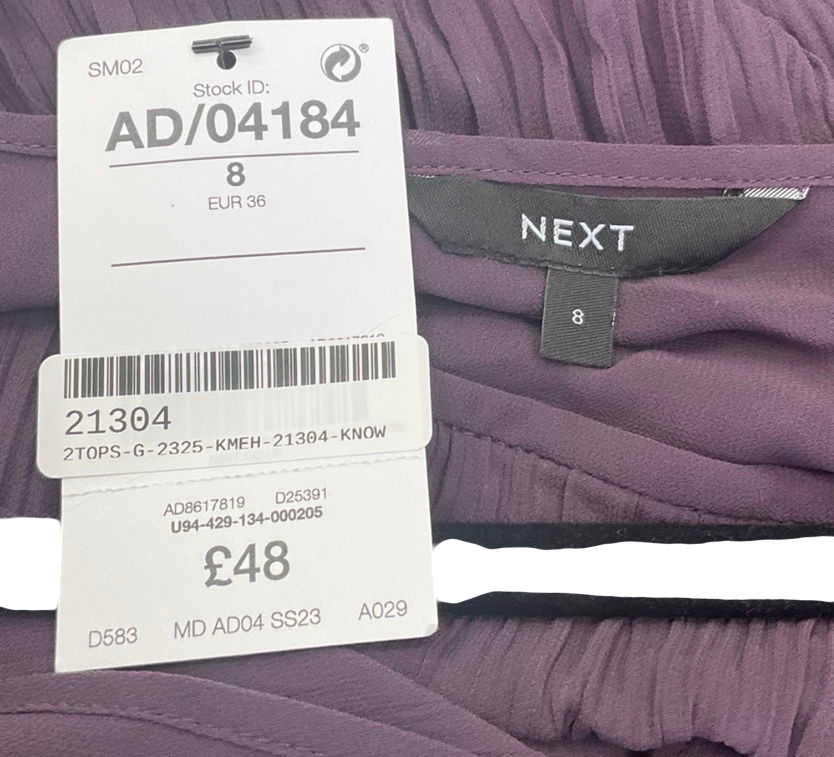 SM02
®
Stock ID:
AD/04184
8
EUR 36
21304
2TOPS-G-2325-KMEH-21304-KNOW
AD8617819 D25391
U94-429-134-000205
£48
D583 MD AD04 SS23 A029
NEXT
8